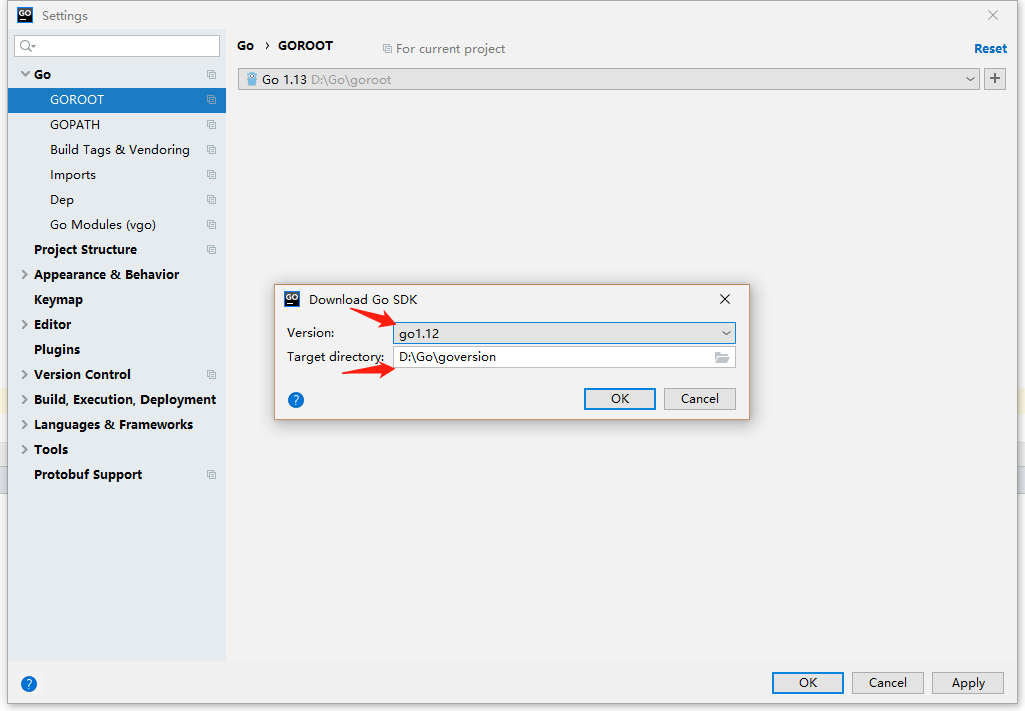 GO Settings
Go › GOROOT For current project Reset
Go
Go 1.13 D:\Go\goroot
GOROOT
GOPATH
Build Tags & Vendoring
Imports
Dep
Go Modules (vgo)
Project Structure
Appearance & Behavior
Keymap
Editor
Plugins
Version Control
Build, Execution, Deployment
Languages & Frameworks
Tools
Protobuf Support
GO Download Go SDK
Version: go1.12
Target directory: D:\Go\goversion
? OK Cancel
? OK Cancel Apply